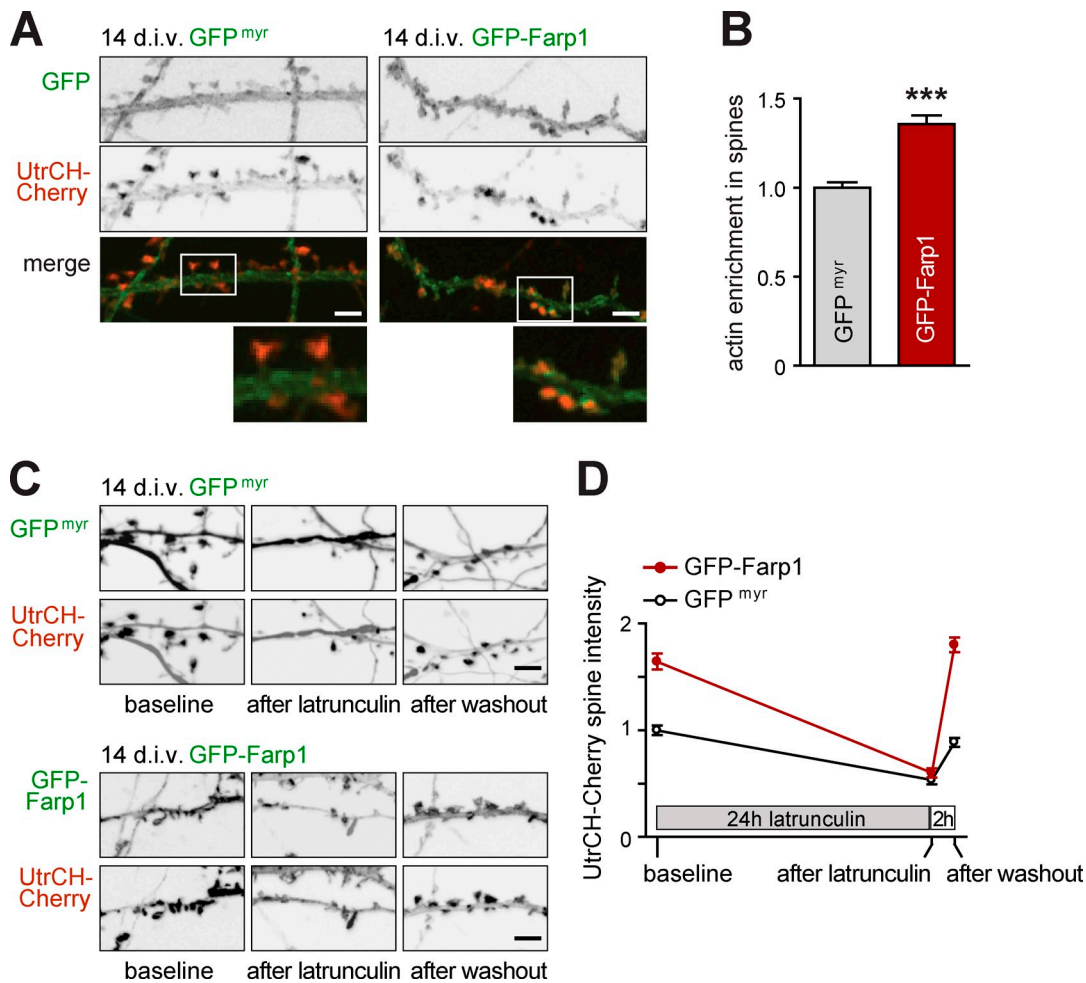 A
14 d.i.v. GFP myr
14 d.i.v. GFP-Farp1
GFP
UtrCH-
Cherry
merge
B
actin enrichment in spines
1.5
1.0
0.5
0
***
GFP myr
GFP-Farp1
C
14 d.i.v. GFP myr
GFP myr
UtrCH-
Cherry
baseline
after latrunculin
after washout
14 d.i.v. GFP-Farp1
GFP-
Farp1
UtrCH-
Cherry
baseline
after latrunculin
after washout
D
GFP-Farp1
GFP myr
UtrCH-Cherry spine intensity
2
1
0
24h latrunculin
2h
baseline
after latrunculin
after washout